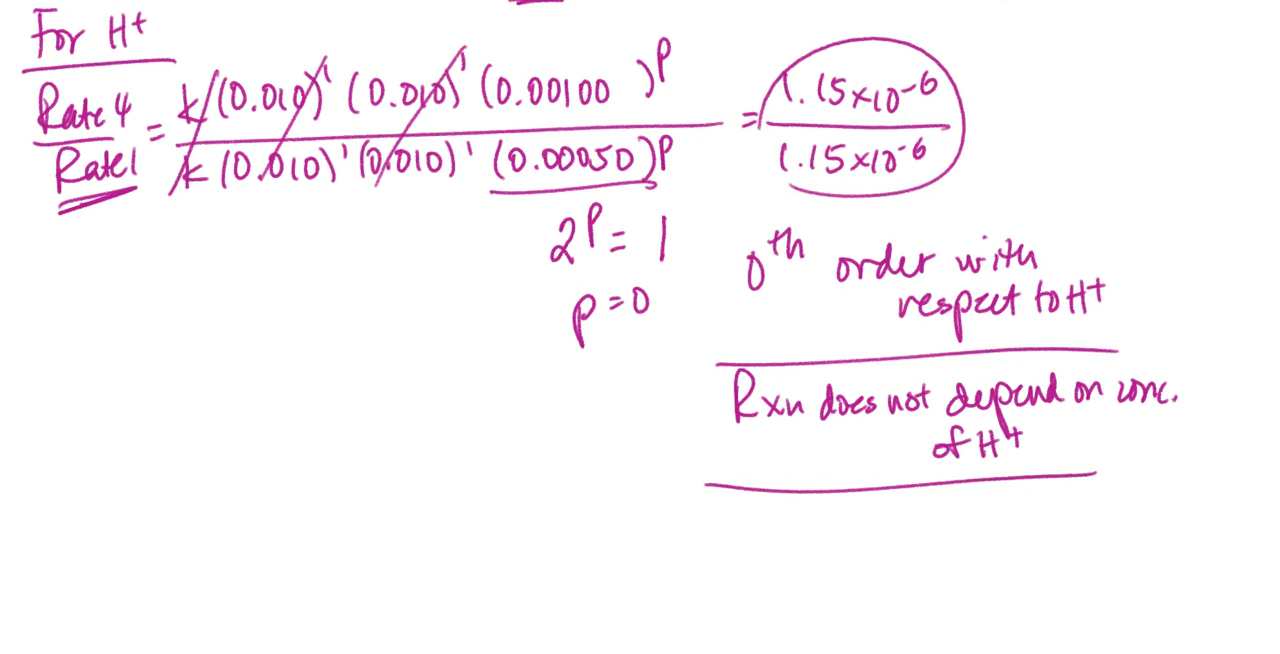 For H+
Rate 4 / Rate 1 = k (0.010)¹ (0.010)¹ (0.00100)ᴾ / k (0.010)¹ (0.010)¹ (0.00050)ᴾ = 1.15×10⁻⁶ / 1.15×10⁻⁶
2ᴾ = 1
p = 0
0ᵗʰ order with
respect to H+
Rxn does not depend on conc.
of H+